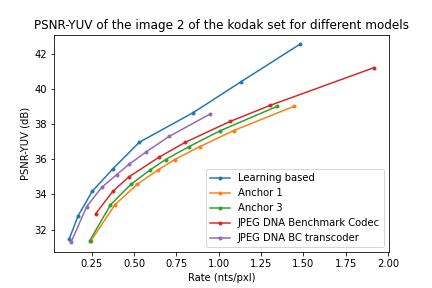 PSNR-YUV of the image 2 of the kodak set for different models
PSNR-YUV (dB)
42
40
38
36
34
32
Learning based
Anchor 1
Anchor 3
JPEG DNA Benchmark Codec
JPEG DNA BC transcoder
0.25 0.50 0.75 1.00 1.25 1.50 1.75 2.00
Rate (nts/pxl)